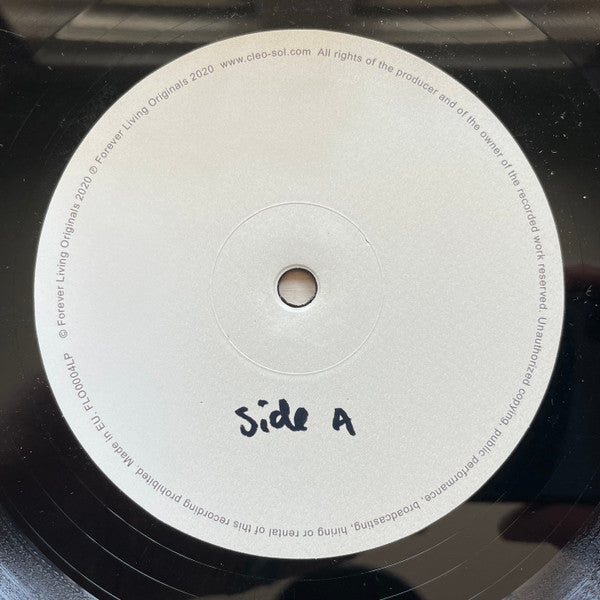 © Forever Living Originals 2020 ℗ Forever Living Originals 2020 www.cleo-sol.com All rights of the producer and of the owner of the recorded work reserved. Unauthorized copying, public performance, broadcasting, hiring or rental of this recording prohibited. Made in EU. FLO0004LP
Side A